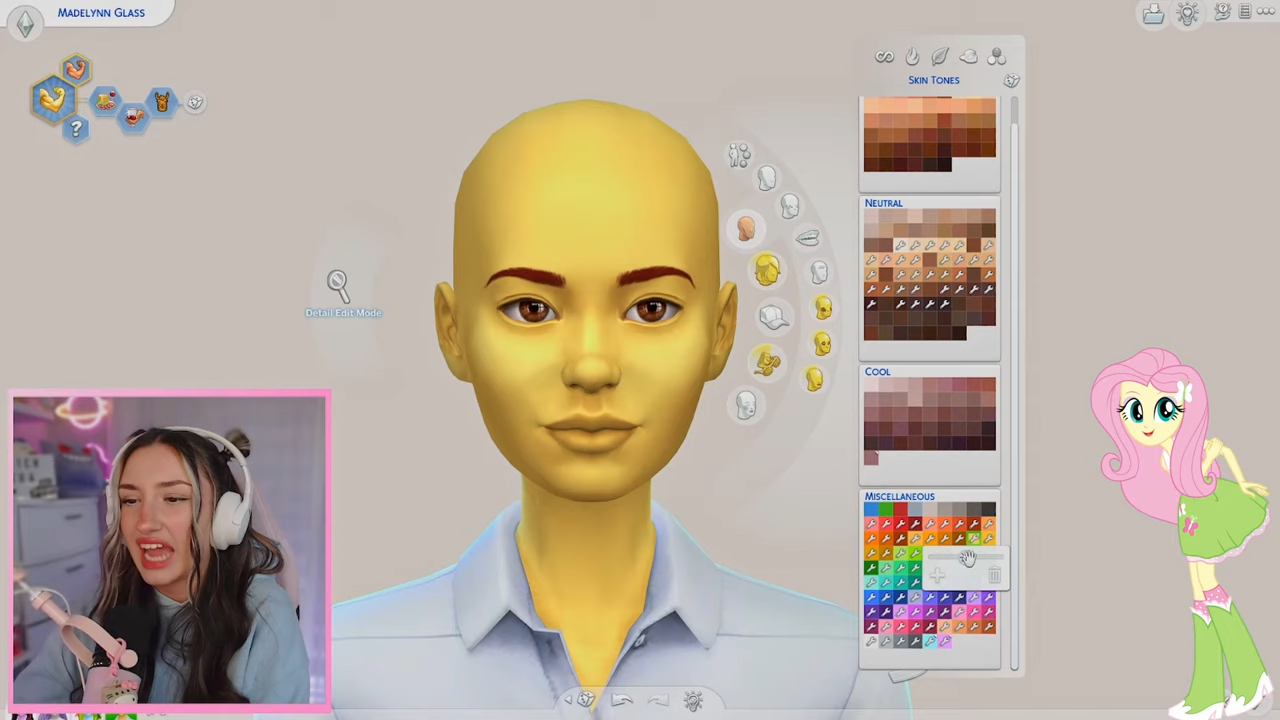 Madelynn Glass
Skin Tones
Neutral
Detail Edit Mode
Cool
Miscellaneous